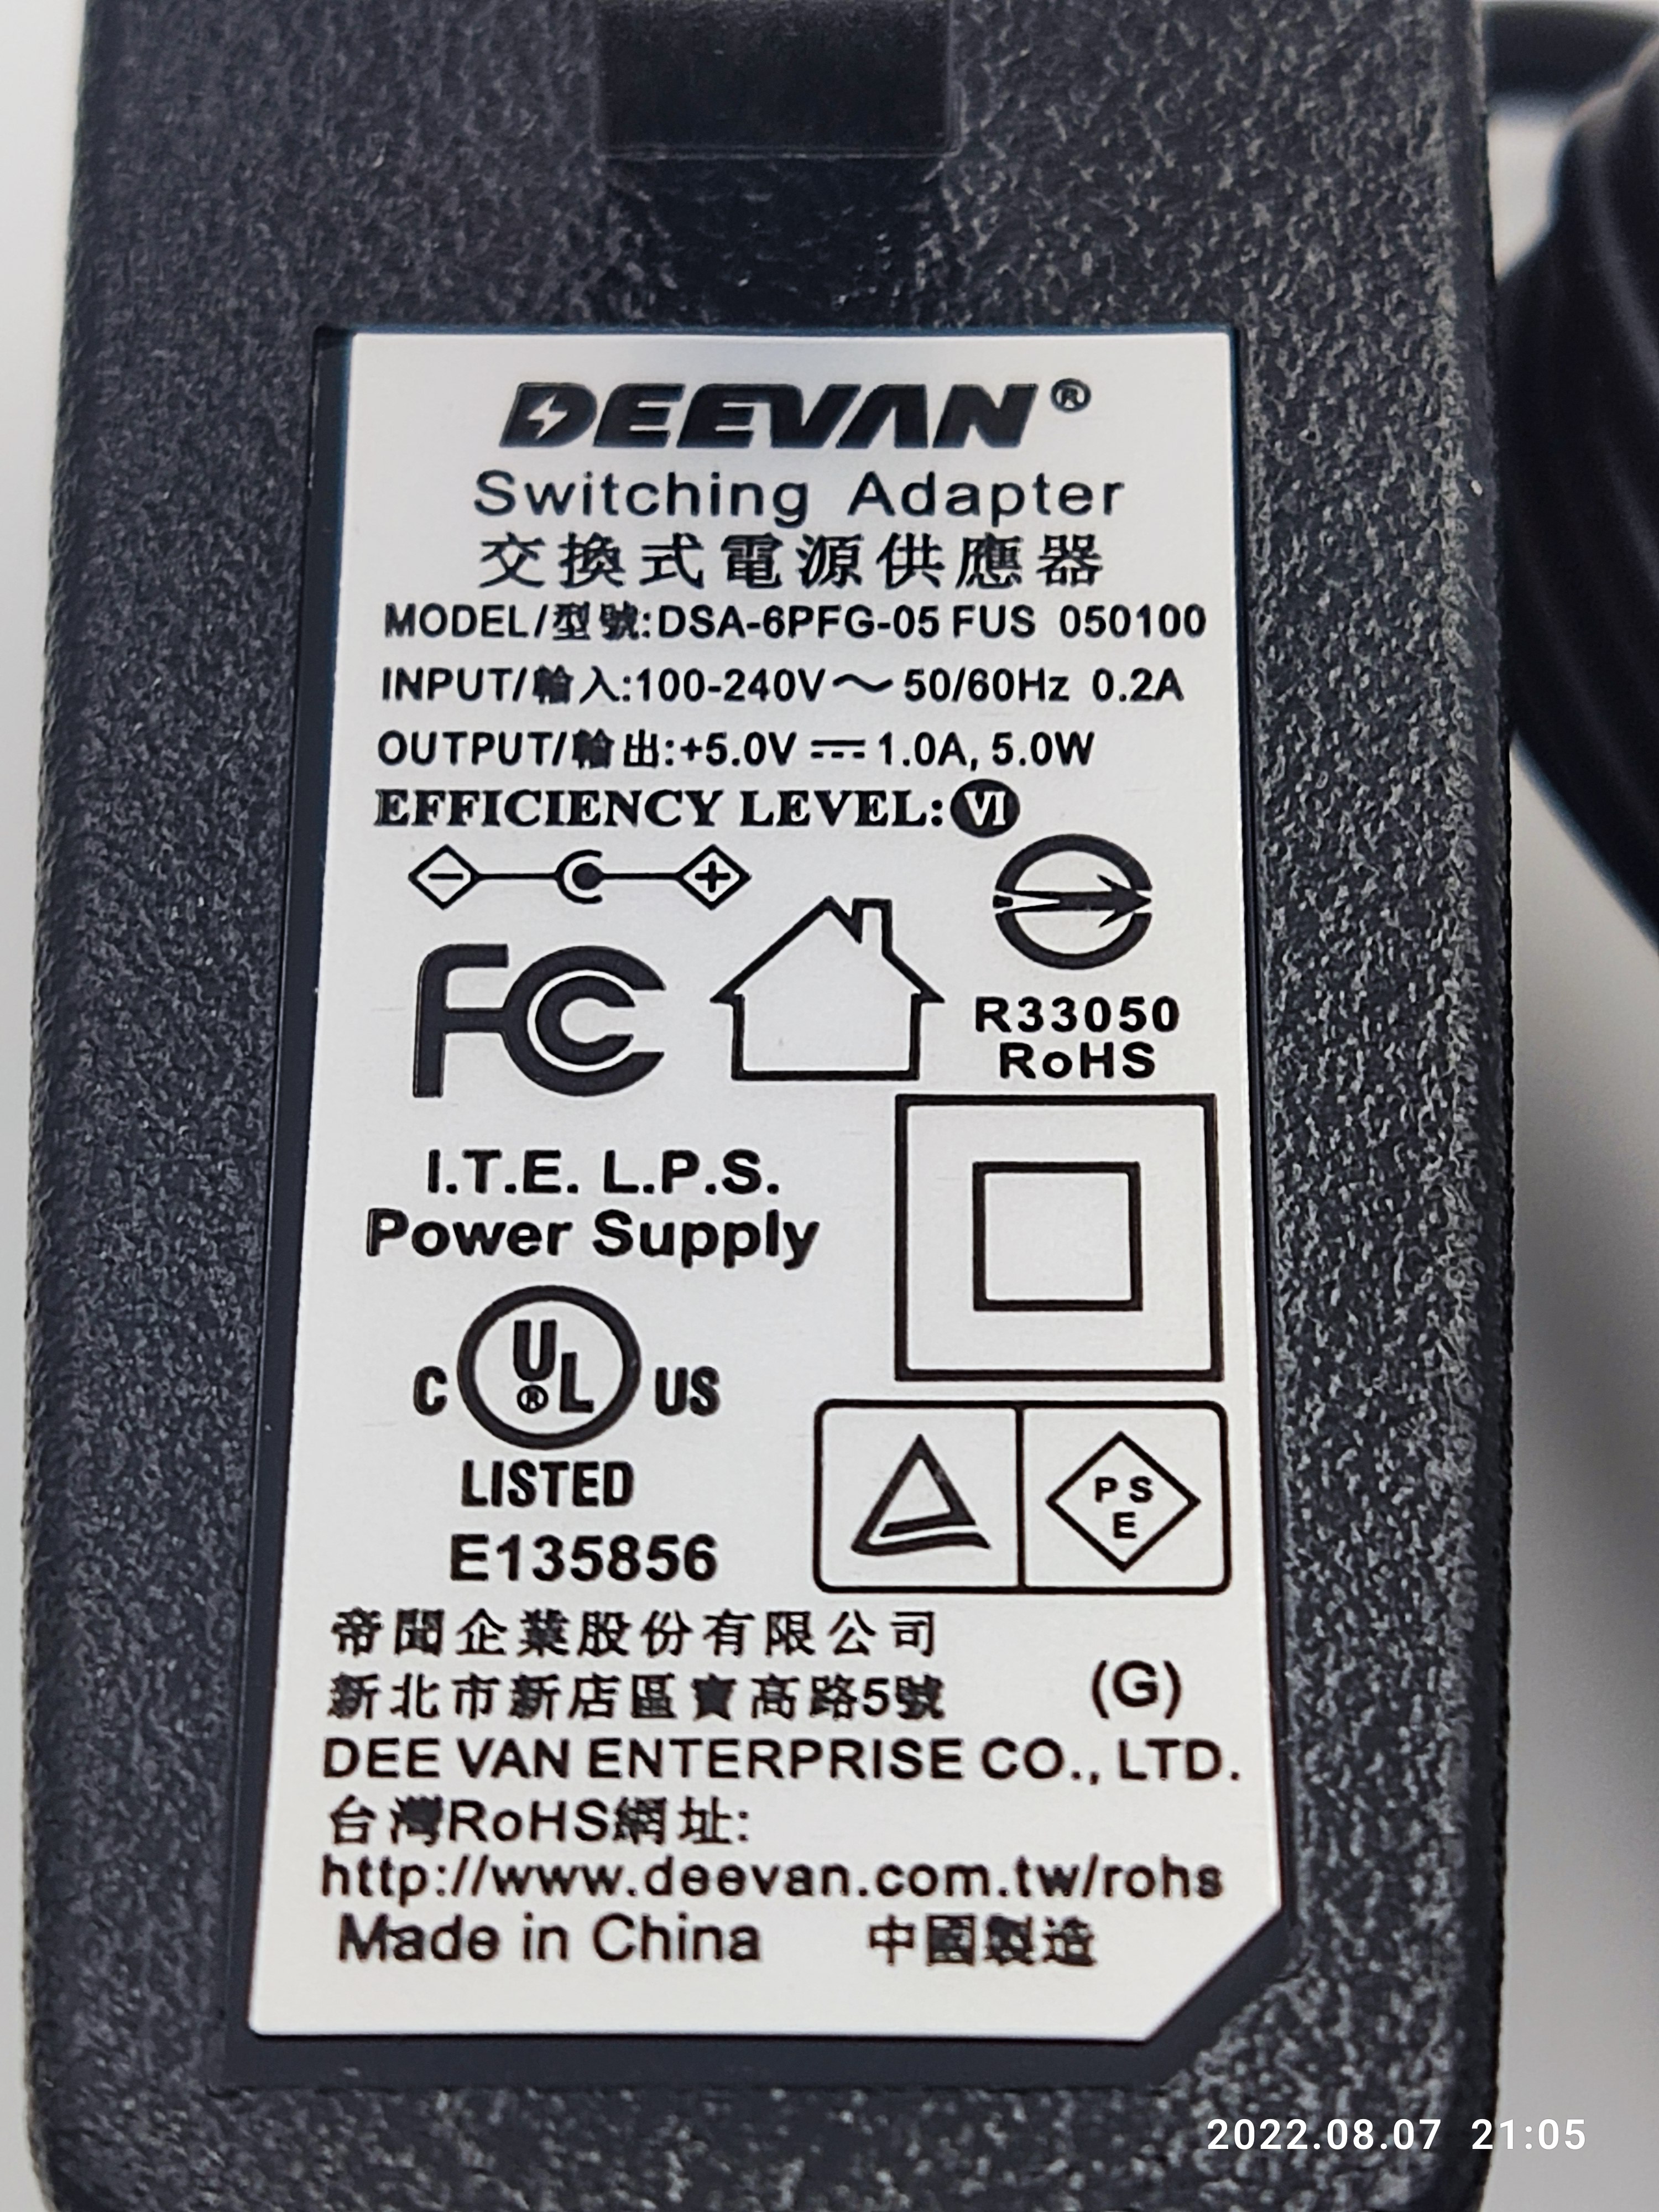 DEEVAN®
Switching Adapter
交換式電源供應器
MODEL/型號:DSA-6PFG-05 FUS 050100
INPUT/輸入:100-240V～50/60Hz 0.2A
OUTPUT/輸出:+5.0V⎓1.0A, 5.0W
EFFICIENCY LEVEL:VI
FC
R33050
RoHS
I.T.E. L.P.S.
Power Supply
C UL® US
LISTED
E135856
PS
E
帝聞企業股份有限公司
新北市新店區寶高路5號
(G)
DEE VAN ENTERPRISE CO., LTD.
台灣RoHS網址:
http://www.deevan.com.tw/rohs
Made in China 中國製造
2022.08.07 21:05